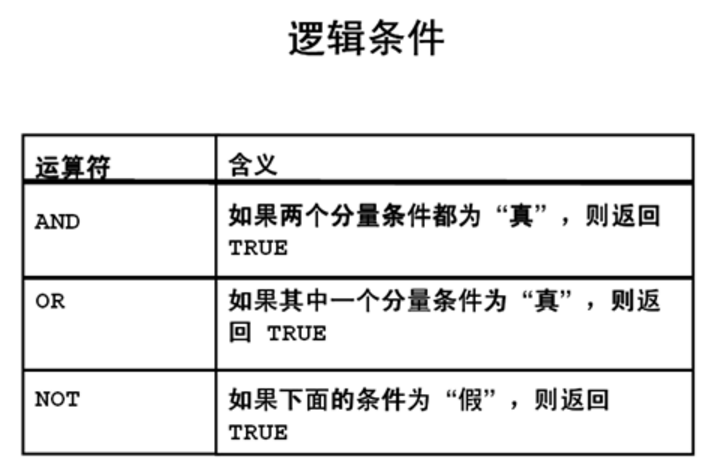 逻辑条件
运算符 含义
AND 如果两个分量条件都为“真”，则返回
TRUE
OR 如果其中一个分量条件为“真”，则返
回 TRUE
NOT 如果下面的条件为“假”，则返回
TRUE